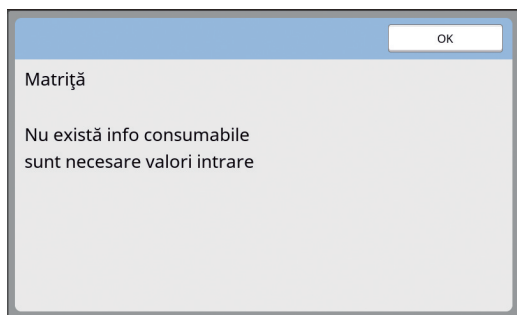 OK
Matriţă
Nu există info consumabile
sunt necesare valori intrare